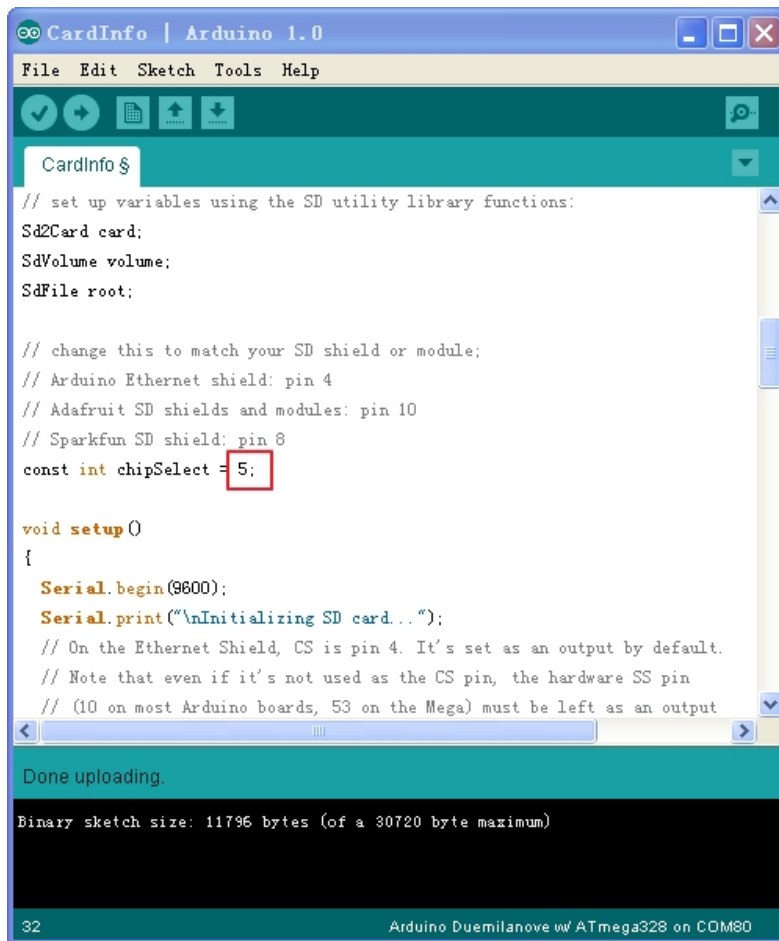 CardInfo | Arduino 1.0
File Edit Sketch Tools Help
CardInfo §
// set up variables using the SD utility library functions:
Sd2Card card;
SdVolume volume;
SdFile root;
// change this to match your SD shield or module;
// Arduino Ethernet shield: pin 4
// Adafruit SD shields and modules: pin 10
// Sparkfun SD shield: pin 8
const int chipSelect = 5;
void setup()
{
Serial.begin(9600);
Serial.print("\nInitializing SD card...");
// On the Ethernet Shield, CS is pin 4. It's set as an output by default.
// Note that even if it's not used as the CS pin, the hardware SS pin
// (10 on most Arduino boards, 53 on the Mega) must be left as an output
Done uploading.
Binary sketch size: 11796 bytes (of a 30720 byte maximum)
32 Arduino Duemilanove w/ ATmega328 on COM80